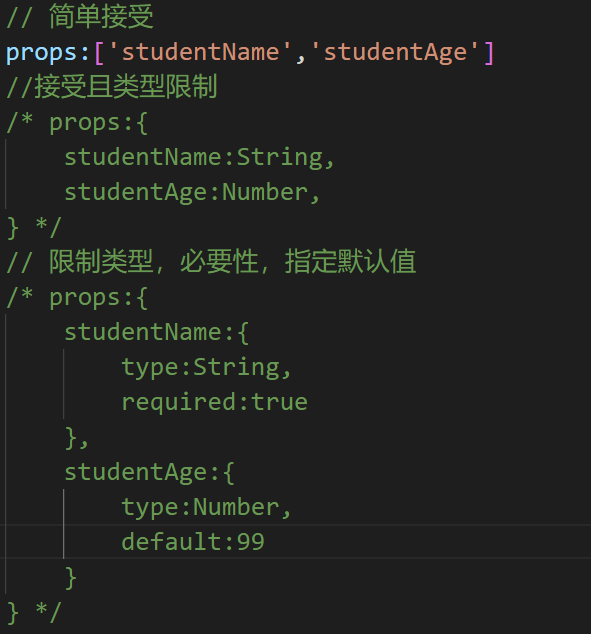 // 简单接受
props:['studentName','studentAge']
//接受且类型限制
/* props:{
    studentName:String,
    studentAge:Number,
} */
// 限制类型，必要性，指定默认值
/* props:{
    studentName:{
        type:String,
        required:true
    },
    studentAge:{
        type:Number,
        default:99
    }
} */